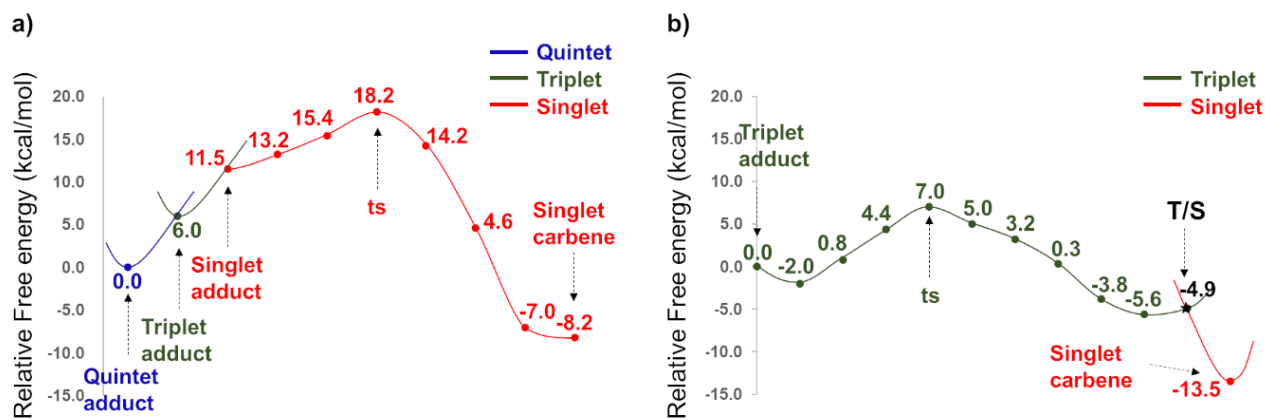 a)
Quintet
Triplet
Singlet
Relative Free energy (kcal/mol)
20.0
15.0
10.0
5.0
0.0
-5.0
-10.0
-15.0
0.0
6.0
11.5
13.2
15.4
18.2
14.2
4.6
-7.0
-8.2
ts
Singlet
carbene
Singlet
adduct
Triplet
adduct
Quintet
adduct
b)
Triplet
Singlet
Relative Free energy (kcal/mol)
20.0
15.0
10.0
5.0
0.0
-5.0
-10.0
-15.0
Triplet
adduct
0.0
-2.0
0.8
4.4
7.0
5.0
3.2
0.3
-3.8
-5.6
-4.9
T/S
ts
Singlet
carbene
-13.5